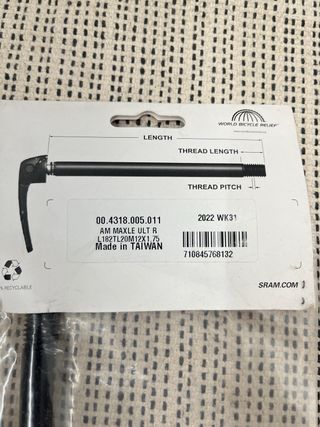 WORLD BICYCLE RELIEF
LENGTH
THREAD LENGTH
THREAD PITCH
00.4318.005.011
AM MAXLE ULT R
L182TL20M12X1.75
Made in TAIWAN
2022 WK31
710845768132
% RECYCLABLE
SRAM.COM